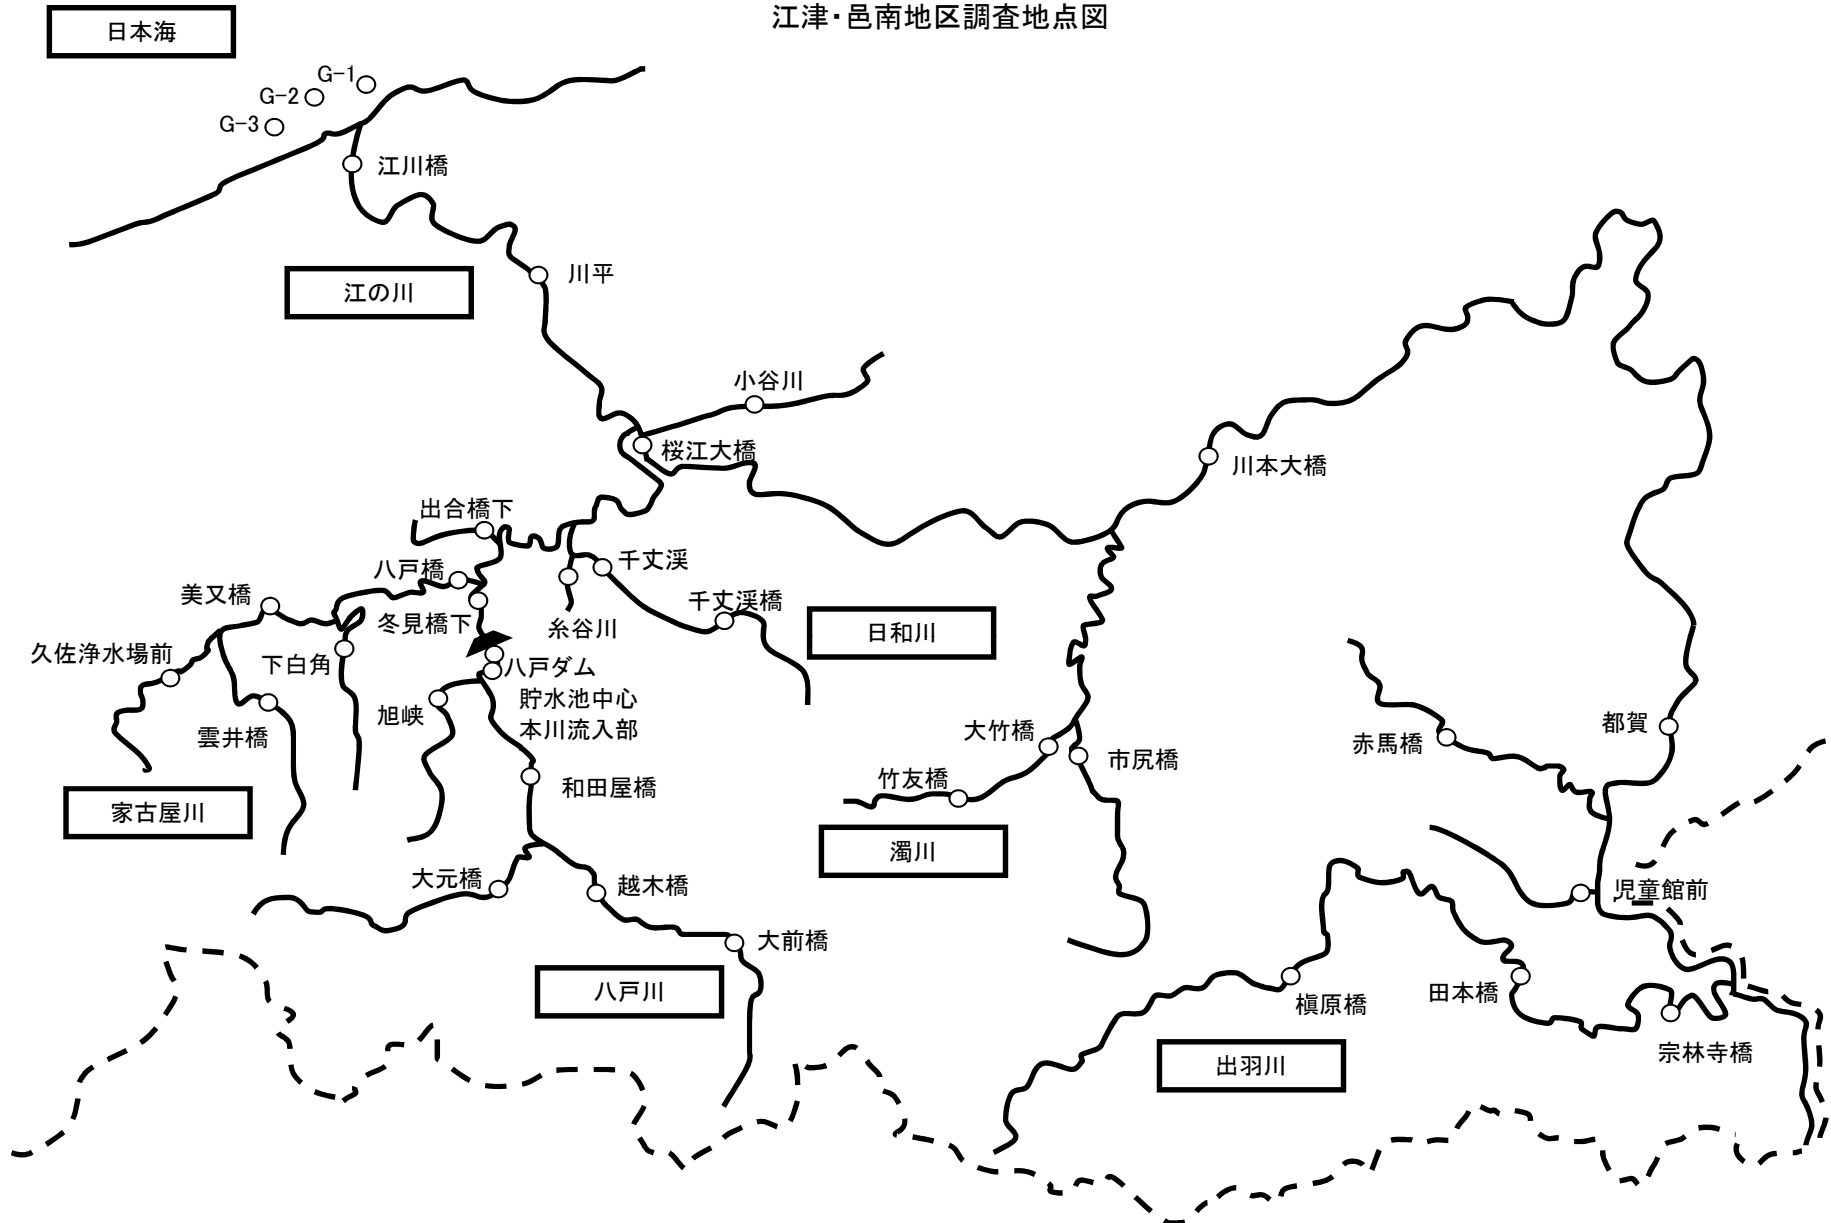 江津・邑南地区調査地点図
日本海
G-1
G-2
G-3
江川橋
川平
江の川
小谷川
桜江大橋
川本大橋
出合橋下
千丈渓
八戸橋
美又橋
千丈渓橋
冬見橋下
糸谷川
日和川
久佐浄水場前
下白角
八戸ダム
貯水池中心
本川流入部
旭峡
雲井橋
大竹橋
市尻橋
赤馬橋
都賀
竹友橋
和田屋橋
家古屋川
濁川
大元橋
越木橋
児童館前
大前橋
八戸川
槇原橋
田本橋
宗林寺橋
出羽川